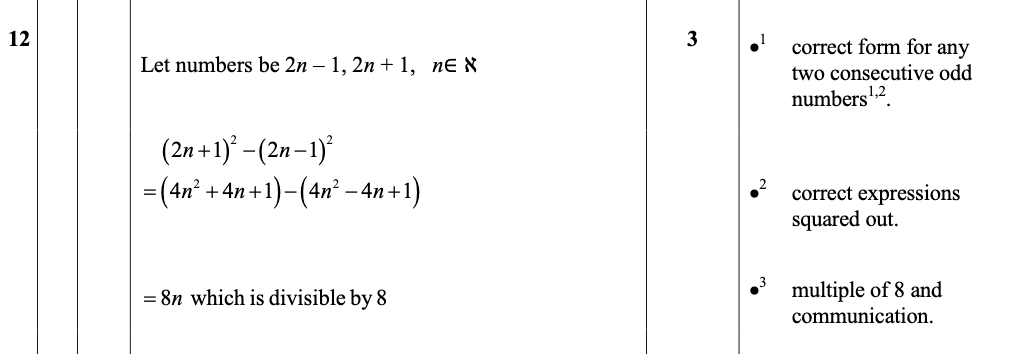 12
3
Let numbers be 2n – 1, 2n + 1, n∈ ℵ
(2n+1)² –(2n–1)²
=(4n² +4n+1)–(4n² –4n+1)
= 8n which is divisible by 8
•¹ correct form for any
two consecutive odd
numbers¹,².
•² correct expressions
squared out.
•³ multiple of 8 and
communication.